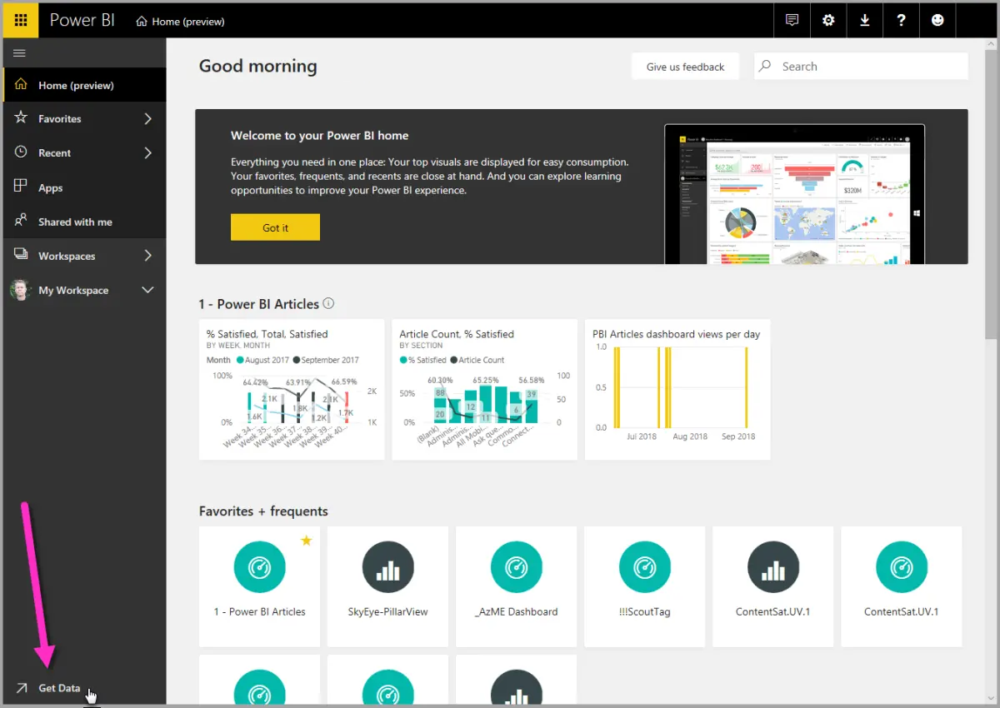 Power BI
Home (preview)
Good morning
Give us feedback
Search
Home (preview)
Favorites
Recent
Apps
Shared with me
Workspaces
My Workspace
Get Data
Welcome to your Power BI home
Everything you need in one place: Your top visuals are displayed for easy consumption.
Your favorites, frequents, and recents are close at hand. And you can explore learning
opportunities to improve your Power BI experience.
Got it
$623M
200
$320M
1 - Power BI Articles
% Satisfied, Total, Satisfied
BY WEEK, MONTH
Month August 2017 September 2017
100%
0%
2K
1K
64.42% 63.91% 66.59%
2.1K 2.1K
1.6K 1.8K 1.2K 1.7K
Week 34... Week 35... Week 36... Week 37... Week 38... Week 39... Week 40...
Article Count, % Satisfied
BY SECTION
% Satisfied Article Count
50%
0%
100
50
0
60.30% 65.25% 56.58%
88 39
20 12 11 6
(Blank) Adminis... Adminis... All Mobi... Ask que... Commo... Connect...
PBI Articles dashboard views per day
1.0
0.5
0.0
Jul 2018 Aug 2018 Sep 2018
Favorites + frequents
1 - Power BI Articles
SkyEye-PillarView
_AzME Dashboard
!!!ScoutTag
ContentSat.UV.1
ContentSat.UV.1